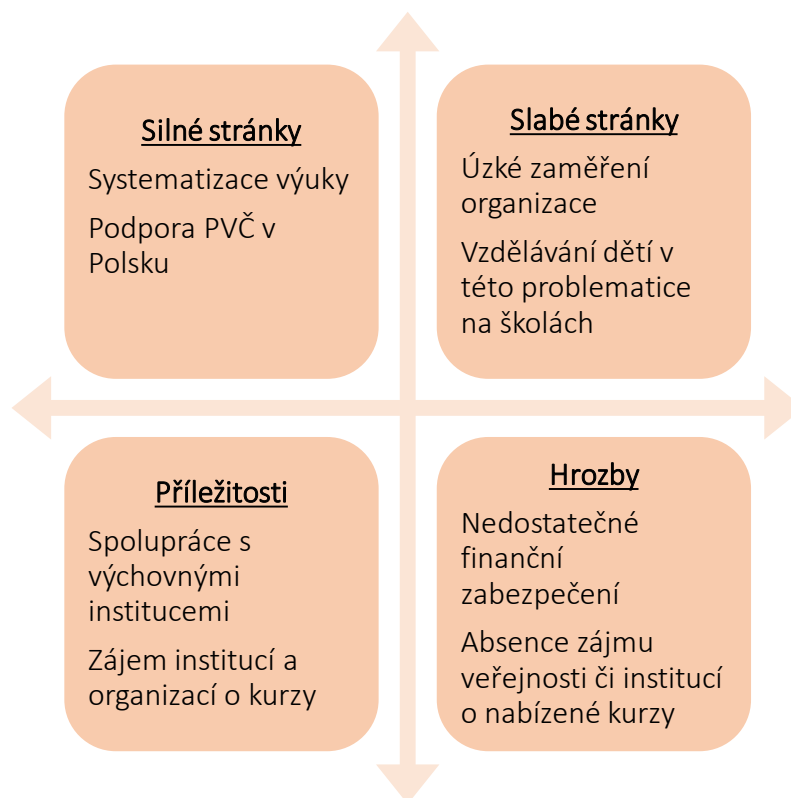 Silné stránky
Systematizace výuky
Podpora PVČ v
Polsku
Slabé stránky
Úzké zaměření
organizace
Vzdělávání dětí v
této problematice
na školách
Příležitosti
Spolupráce s
výchovnými
institucemi
Zájem institucí a
organizací o kurzy
Hrozby
Nedostatečné
finanční
zabezpečení
Absence zájmu
veřejnosti či institucí
o nabízené kurzy